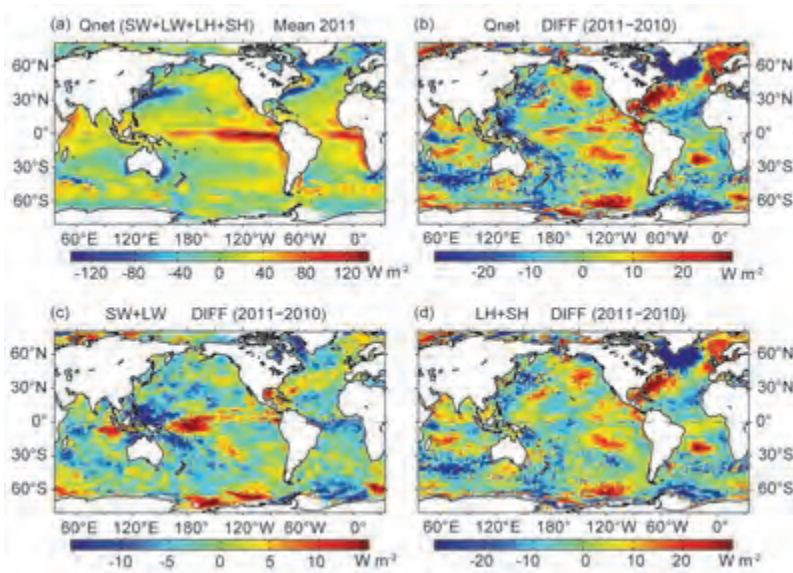 (a) Qnet (SW+LW+LH+SH) Mean 2011
(b) Qnet DIFF (2011−2010)
60°N
30°N
0°
30°S
60°S
60°N
30°N
0°
30°S
60°S
60°E 120°E 180° 120°W 60°W 0°
60°E 120°E 180° 120°W 60°W 0°
-120 -80 -40 0 40 80 120 W m-2
-20 -10 0 10 20 W m-2
(c) SW+LW DIFF (2011−2010)
(d) LH+SH DIFF (2011−2010)
60°N
30°N
0°
30°S
60°S
60°N
30°N
0°
30°S
60°S
60°E 120°E 180° 120°W 60°W 0°
60°E 120°E 180° 120°W 60°W 0°
-10 -5 0 5 10 W m-2
-20 -10 0 10 20 W m-2